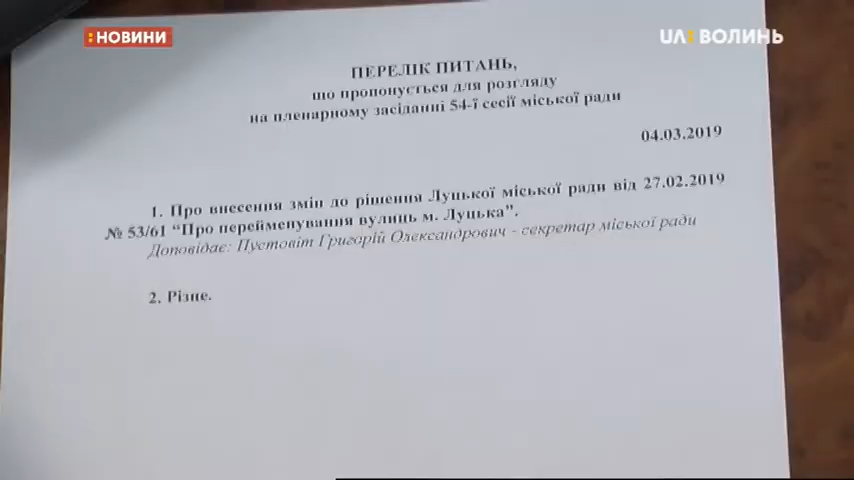 :НОВИНИ
UA: ВОЛИНЬ
ПЕРЕЛІК ПИТАНЬ,
що пропонується для розгляду
на пленарному засіданні 54-ї сесії міської ради
04.03.2019
1. Про внесення змін до рішення Луцької міської ради від 27.02.2019
№ 53/61 “Про перейменування вулиць м. Луцька”.
Доповідає: Пустовіт Григорій Олександрович - секретар міської ради
2. Різне.